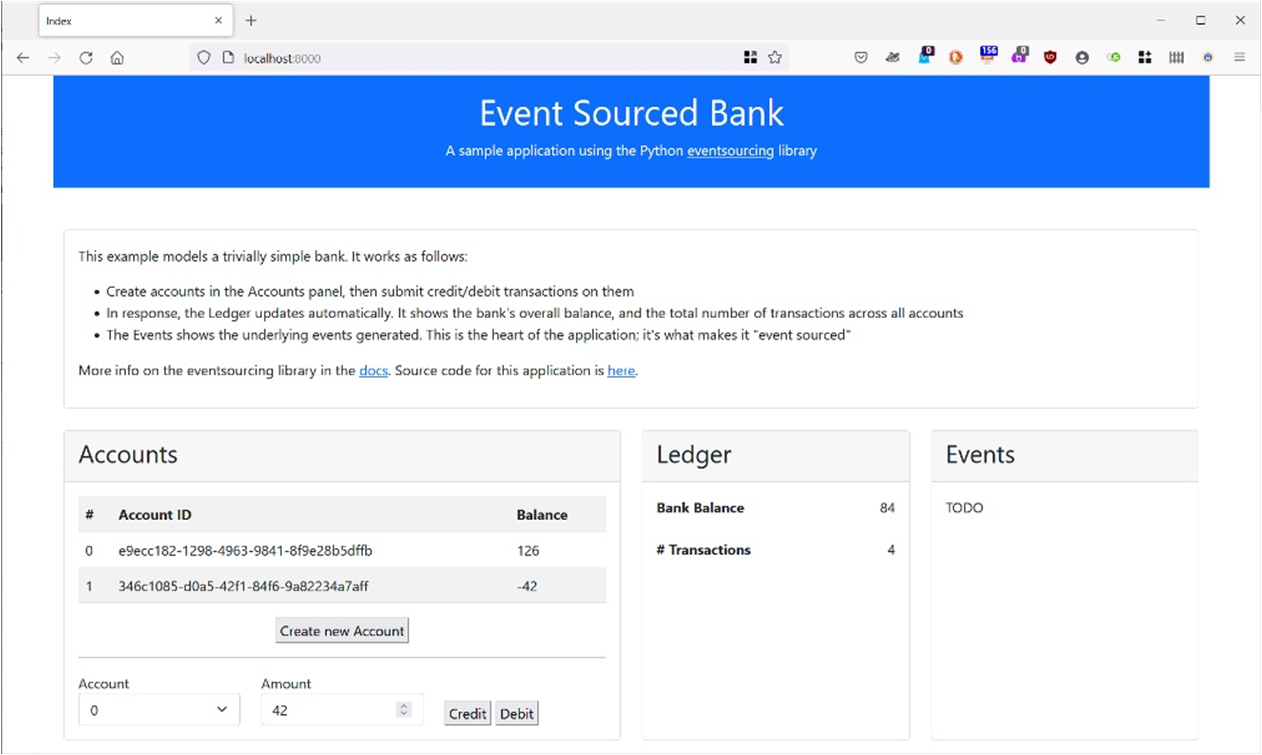 Index
localhost:8000
0
156
0
Event Sourced Bank
A sample application using the Python eventsourcing library
This example models a trivially simple bank. It works as follows:
• Create accounts in the Accounts panel, then submit credit/debit transactions on them
• In response, the Ledger updates automatically. It shows the bank's overall balance, and the total number of transactions across all accounts
• The Events shows the underlying events generated. This is the heart of the application; it's what makes it "event sourced"
More info on the eventsourcing library in the docs. Source code for this application is here.
Accounts
# Account ID Balance
0 e9ecc182-1298-4963-9841-8f9e28b5dffb 126
1 346c1085-d0a5-42f1-84f6-9a82234a7aff -42
Create new Account
Account Amount
0 42 Credit Debit
Ledger
Bank Balance 84
# Transactions 4
Events
TODO